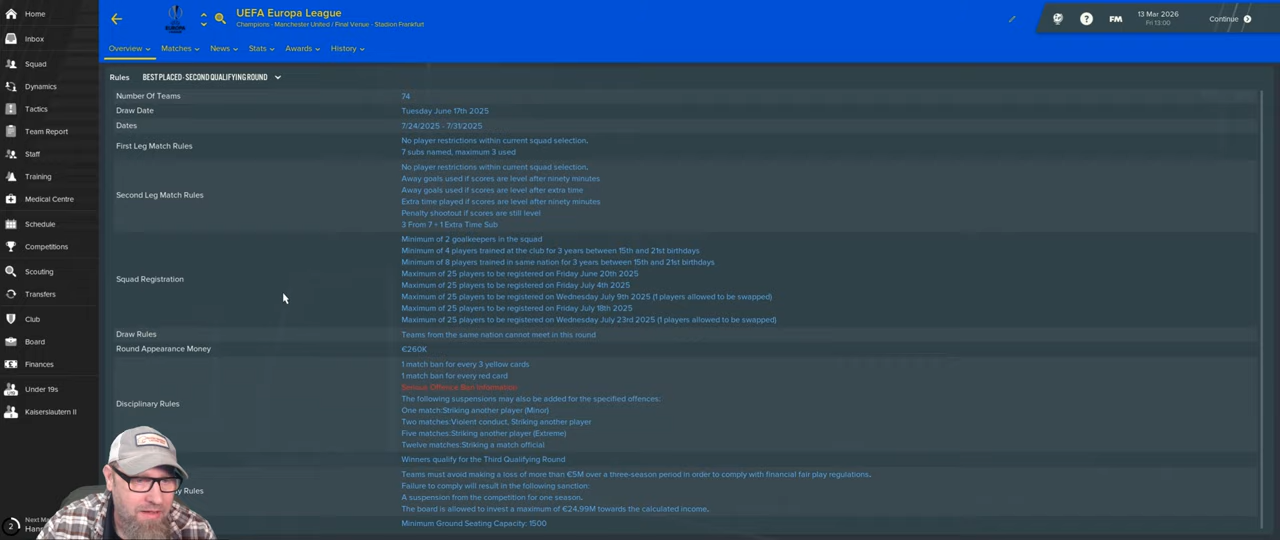 Home
UEFA Europa League
Champions - Manchester United / Final Venue - Stadion Frankfurt
13 Mar 2026
Fri 13:00
FM
Continue
Inbox
Overview
Matches
News
Stats
Awards
History
Squad
Rules
BEST PLACED - SECOND QUALIFYING ROUND
Dynamics
Number Of Teams
74
Tactics
Draw Date
Tuesday June 17th 2025
Team Report
Dates
7/24/2025 - 7/31/2025
Staff
First Leg Match Rules
No player restrictions within current squad selection.
7 subs named, maximum 3 used
Training
Second Leg Match Rules
No player restrictions within current squad selection.
Away goals used if scores are level after ninety minutes
Away goals used if scores are level after extra time
Extra time played if scores are level after ninety minutes
Penalty shootout if scores are still level
3 From 7 + 1 Extra Time Sub
Medical Centre
Schedule
Competitions
Squad Registration
Minimum of 2 goalkeepers in the squad
Minimum of 4 players trained at the club for 3 years between 15th and 21st birthdays
Minimum of 8 players trained in same nation for 3 years between 15th and 21st birthdays
Maximum of 25 players to be registered on Friday June 20th 2025
Maximum of 25 players to be registered on Friday July 4th 2025
Maximum of 25 players to be registered on Wednesday July 9th 2025 (1 players allowed to be swapped)
Maximum of 25 players to be registered on Friday July 18th 2025
Maximum of 25 players to be registered on Wednesday July 23rd 2025 (1 players allowed to be swapped)
Scouting
Transfers
Club
Draw Rules
Teams from the same nation cannot meet in this round
Board
Round Appearance Money
€260K
Finances
Disciplinary Rules
1 match ban for every 3 yellow cards
1 match ban for every red card
Serious Offence Ban Information
The following suspensions may also be added for the specified offences:
One match:Striking another player (Minor)
Two matches:Violent conduct, Striking another player
Five matches:Striking another player (Extreme)
Twelve matches:Striking a match official
Under 19s
Kaiserslautern II
Winners qualify for the Third Qualifying Round
Rules
Teams must avoid making a loss of more than €5M over a three-season period in order to comply with financial fair play regulations.
Failure to comply will result in the following sanction:
A suspension from the competition for one season.
The board is allowed to invest a maximum of €24.99M towards the calculated income.
Minimum Ground Seating Capacity: 1500
2
Next